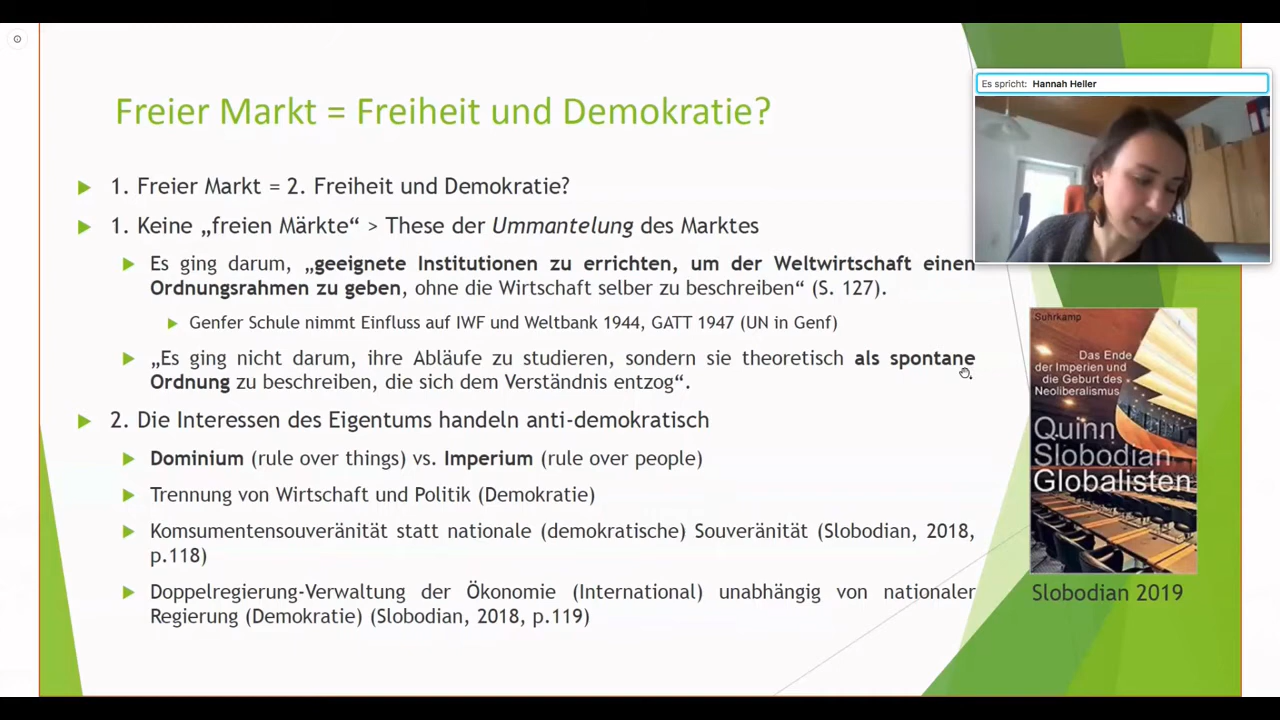 Freier Markt = Freiheit und Demokratie?
1. Freier Markt = 2. Freiheit und Demokratie?
1. Keine „freien Märkte“ > These der Ummantelung des Marktes
Es ging darum, „geeignete Institutionen zu errichten, um der Weltwirtschaft einen
Ordnungsrahmen zu geben, ohne die Wirtschaft selber zu beschreiben“ (S. 127).
Genfer Schule nimmt Einfluss auf IWF und Weltbank 1944, GATT 1947 (UN in Genf)
„Es ging nicht darum, ihre Abläufe zu studieren, sondern sie theoretisch als spontane
Ordnung zu beschreiben, die sich dem Verständnis entzog“.
2. Die Interessen des Eigentums handeln anti-demokratisch
Dominium (rule over things) vs. Imperium (rule over people)
Trennung von Wirtschaft und Politik (Demokratie)
Komsumentensouveränität statt nationale (demokratische) Souveränität (Slobodian, 2018,
p.118)
Doppelregierung-Verwaltung der Ökonomie (International) unabhängig von nationaler
Regierung (Demokratie) (Slobodian, 2018, p.119)
Es spricht: Hannah Heller
Suhrkamp
Das Ende
der Imperien und
die Geburt des
Neoliberalismus
Quinn
Slobodian
Globalisten
Slobodian 2019